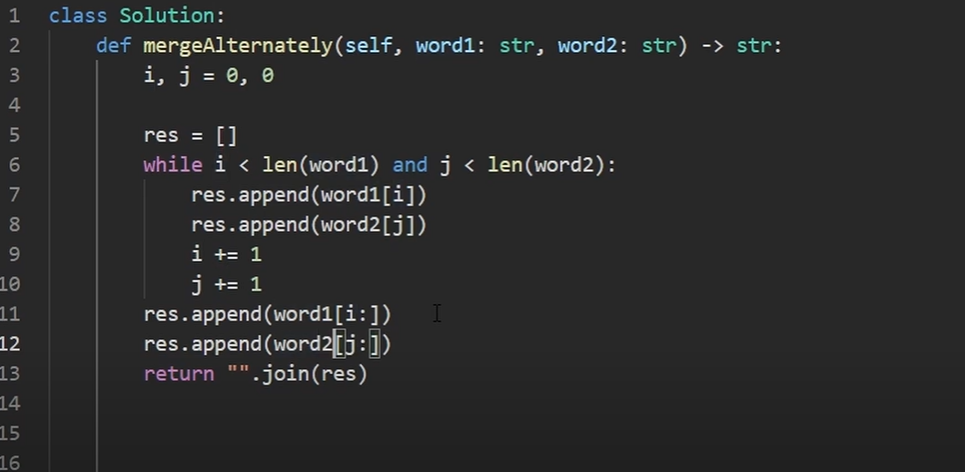 1 class Solution:
2     def mergeAlternately(self, word1: str, word2: str) -> str:
3         i, j = 0, 0
4
5         res = []
6         while i < len(word1) and j < len(word2):
7             res.append(word1[i])
8             res.append(word2[j])
9             i += 1
10             j += 1
11         res.append(word1[i:])
12         res.append(word2[j:])
13         return "".join(res)
14
15
16